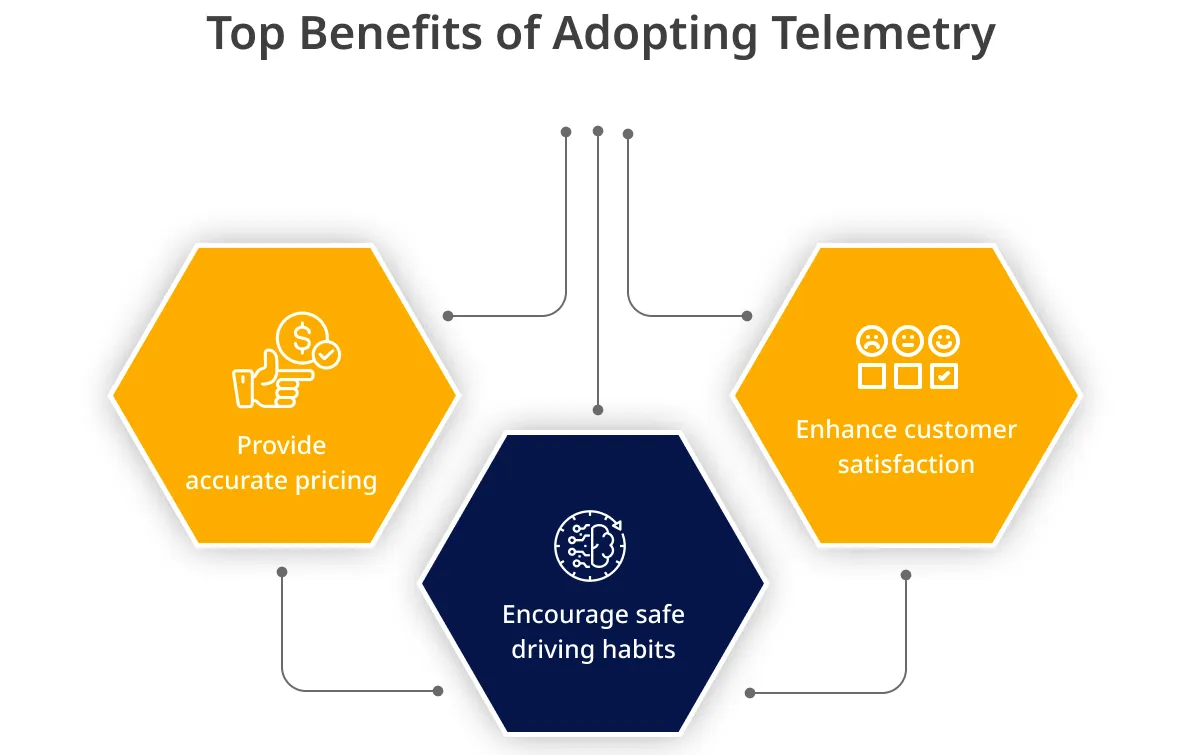 Top Benefits of Adopting Telemetry
$
Provide
accurate pricing
Enhance customer
satisfaction
Encourage safe
driving habits